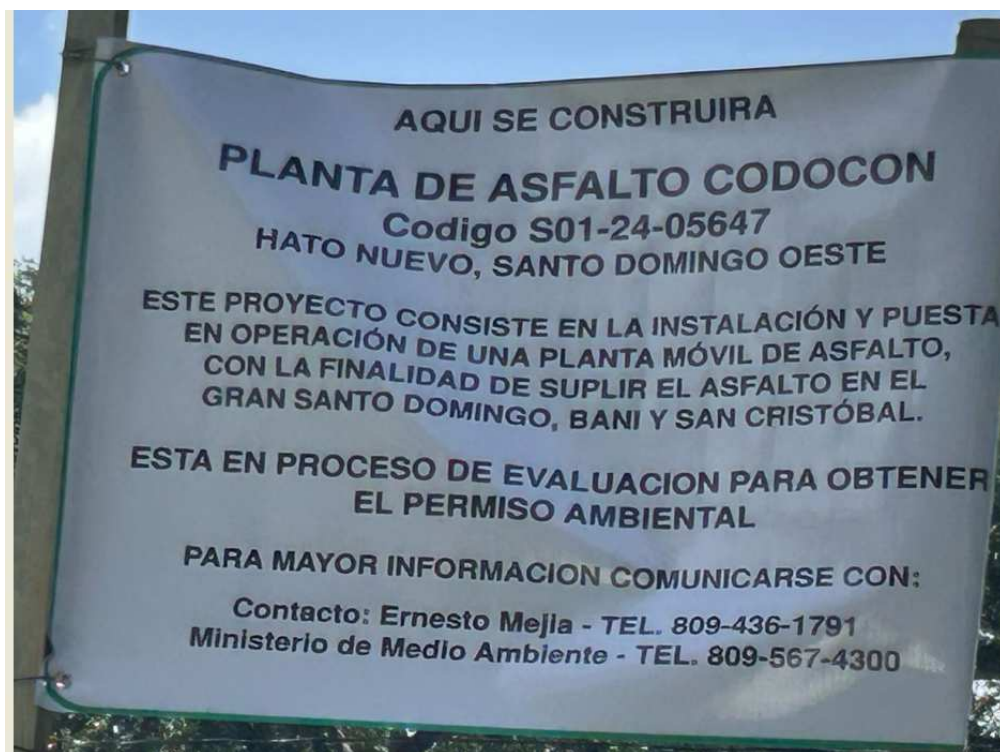 AQUI SE CONSTRUIRA
PLANTA DE ASFALTO CODOCON
Codigo S01-24-05647
HATO NUEVO, SANTO DOMINGO OESTE
ESTE PROYECTO CONSISTE EN LA INSTALACIÓN Y PUESTA
EN OPERACIÓN DE UNA PLANTA MÓVIL DE ASFALTO,
CON LA FINALIDAD DE SUPLIR EL ASFALTO EN EL
GRAN SANTO DOMINGO, BANI Y SAN CRISTÓBAL.
ESTA EN PROCESO DE EVALUACION PARA OBTENER
EL PERMISO AMBIENTAL
PARA MAYOR INFORMACION COMUNICARSE CON:
Contacto: Ernesto Mejia - TEL. 809-436-1791
Ministerio de Medio Ambiente - TEL. 809-567-4300